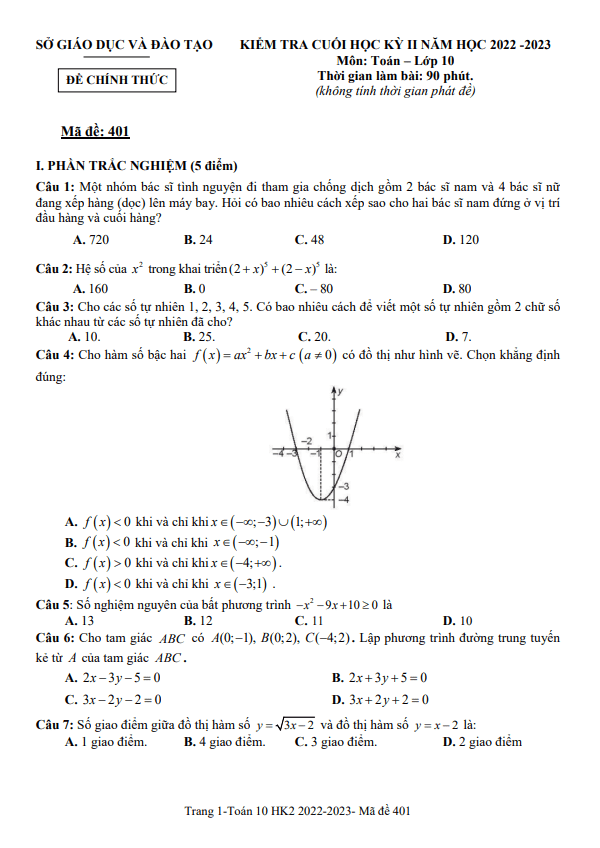 SỞ GIÁO DỤC VÀ ĐÀO TẠO
ĐỀ CHÍNH THỨC
KIỂM TRA CUỐI HỌC KỲ II NĂM HỌC 2022 -2023
Môn: Toán – Lớp 10
Thời gian làm bài: 90 phút.
(không tính thời gian phát đề)
Mã đề: 401
I. PHẦN TRẮC NGHIỆM (5 điểm)
Câu 1: Một nhóm bác sĩ tình nguyện đi tham gia chống dịch gồm 2 bác sĩ nam và 4 bác sĩ nữ
đang xếp hàng (dọc) lên máy bay. Hỏi có bao nhiêu cách xếp sao cho hai bác sĩ nam đứng ở vị trí
đầu hàng và cuối hàng?
A. 720 B. 24 C. 48 D. 120
Câu 2: Hệ số của x² trong khai triển (2 + x)⁵ + (2 − x)⁵ là:
A. 160 B. 0 C. – 80 D. 80
Câu 3: Cho các số tự nhiên 1, 2, 3, 4, 5. Có bao nhiêu cách để viết một số tự nhiên gồm 2 chữ số
khác nhau từ các số tự nhiên đã cho?
A. 10. B. 25. C. 20. D. 7.
Câu 4: Cho hàm số bậc hai f(x) = ax² + bx + c (a ≠ 0) có đồ thị như hình vẽ. Chọn khẳng định
đúng:
y
1
−4 −3 −2 −1 O 1 x
−3
−4
A. f(x) < 0 khi và chỉ khi x ∈ (−∞; −3) ∪ (1; +∞)
B. f(x) < 0 khi và chỉ khi x ∈ (−∞; −1)
C. f(x) > 0 khi và chỉ khi x ∈ (−4; +∞) .
D. f(x) < 0 khi và chỉ khi x ∈ (−3; 1) .
Câu 5: Số nghiệm nguyên của bất phương trình −x² − 9x + 10 ≥ 0 là
A. 13 B. 12 C. 11 D. 10
Câu 6: Cho tam giác ABC có A(0; −1), B(0; 2), C(−4; 2). Lập phương trình đường trung tuyến
kẻ từ A của tam giác ABC .
A. 2x − 3y − 5 = 0 B. 2x + 3y + 5 = 0
C. 3x − 2y − 2 = 0 D. 3x + 2y + 2 = 0
Câu 7: Số giao điểm giữa đồ thị hàm số y = √(3x − 2) và đồ thị hàm số y = x − 2 là:
A. 1 giao điểm. B. 4 giao điểm. C. 3 giao điểm. D. 2 giao điểm
Trang 1-Toán 10 HK2 2022-2023- Mã đề 401